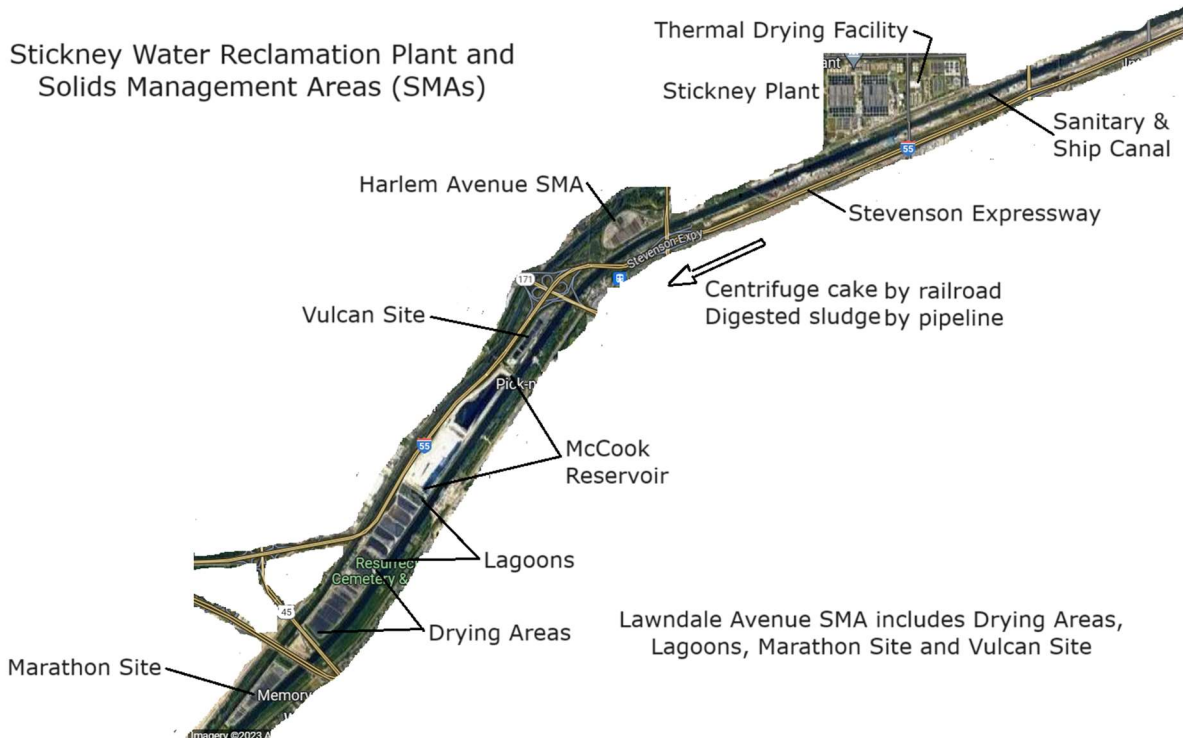 Stickney Water Reclamation Plant and
Solids Management Areas (SMAs)
Thermal Drying Facility
ant
Stickney Plant
Sanitary &
Ship Canal
55
Stevenson Expressway
Harlem Avenue SMA
Stevenson Expy
171
Centrifuge cake by railroad
Digested sludge by pipeline
Vulcan Site
Pick-n
55
McCook
Reservoir
Lagoons
Resurrec
Cemetery &
45
Drying Areas
Lawndale Avenue SMA includes Drying Areas,
Lagoons, Marathon Site and Vulcan Site
Marathon Site
Memory
Imagery ©2023